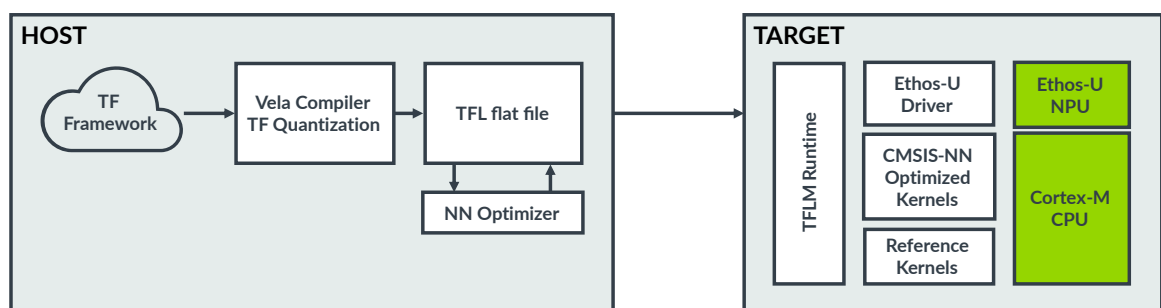 HOST
TF
Framework
Vela Compiler
TF Quantization
TFL flat file
NN Optimizer
TARGET
TFLM Runtime
Ethos-U
Driver
CMSIS-NN
Optimized
Kernels
Reference
Kernels
Ethos-U
NPU
Cortex-M
CPU